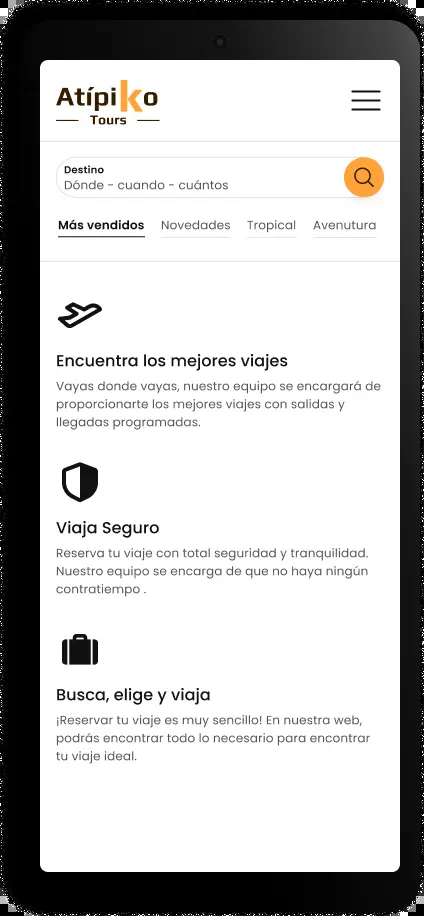 Atípiko
Tours
Destino
Dónde - cuando - cuántos
Más vendidos Novedades Tropical Avenutura
Encuentra los mejores viajes
Vayas donde vayas, nuestro equipo se encargará de
proporcionarte los mejores viajes con salidas y
llegadas programadas.
Viaja Seguro
Reserva tu viaje con total seguridad y tranquilidad.
Nuestro equipo se encarga de que no haya ningún
contratiempo .
Busca, elige y viaja
¡Reservar tu viaje es muy sencillo! En nuestra web,
podrás encontrar todo lo necesario para encontrar
tu viaje ideal.